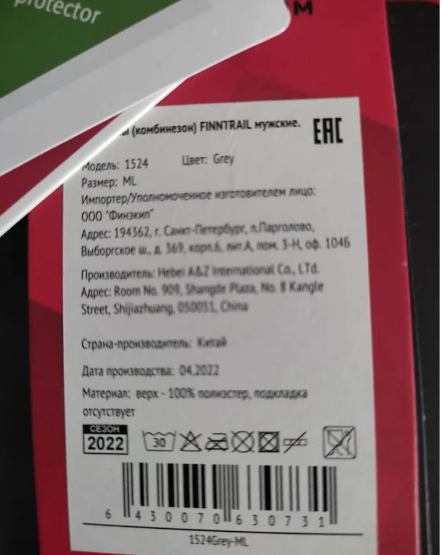 protector
М
(комбинезон) FINNTRAIL мужские.
EAC
Модель: 1524 Цвет: Grey
Размер: ML
Импортер/Уполномоченное изготовителем лицо:
ООО "Финэкип"
Адрес: 194362, г. Санкт-Петербург, п.Парголово,
Выборгское ш., д. 369, корп.6, лит.А, пом. 3-Н, оф. 104Б
Производитель: Hebei A&Z International Co., LTd.
Адрес: Room No. 909, Shangde Plaza, No. 8 Kangle
Street, Shijiazhuang, 050051, China
Страна-производитель: Китай
Дата производства: 04.2022
Материал: верх - 100% полиэстер, подкладка
отсутствует
СЕЗОН
2022
30
6 430070 630731
1524Grey-ML